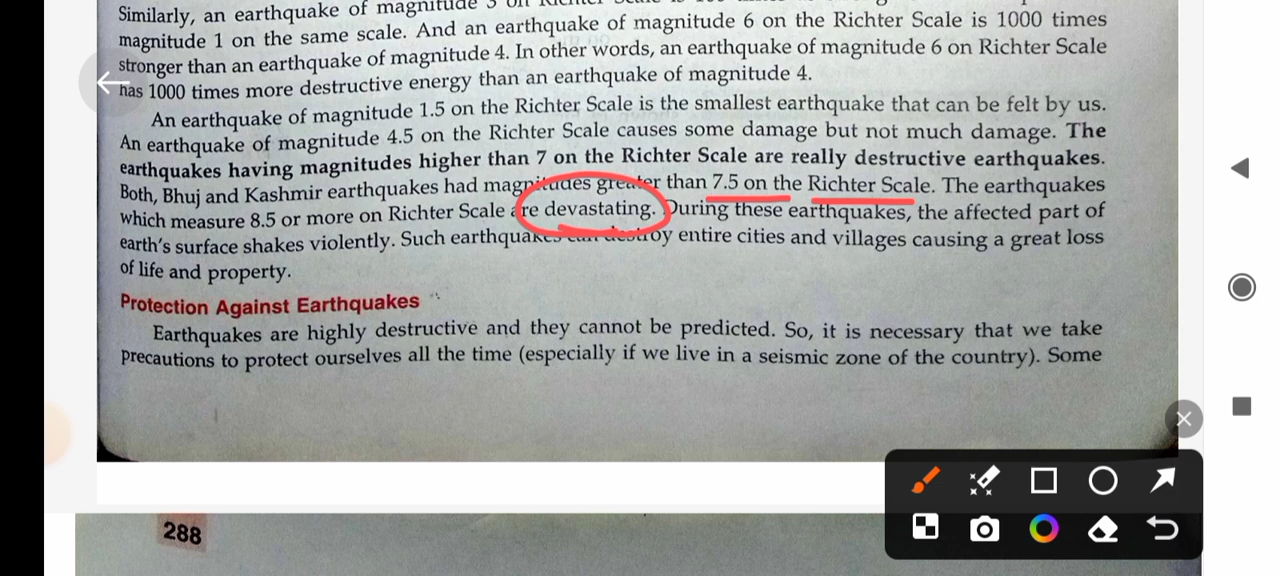 Similarly, an earthquake of magnitude 3 on Richter Scale is
magnitude 1 on the same scale. And an earthquake of magnitude 6 on the Richter Scale is 1000 times
stronger than an earthquake of magnitude 4. In other words, an earthquake of magnitude 6 on Richter Scale
has 1000 times more destructive energy than an earthquake of magnitude 4.
An earthquake of magnitude 1.5 on the Richter Scale is the smallest earthquake that can be felt by us.
An earthquake of magnitude 4.5 on the Richter Scale causes some damage but not much damage. The
earthquakes having magnitudes higher than 7 on the Richter Scale are really destructive earthquakes.
Both, Bhuj and Kashmir earthquakes had magnitudes greater than 7.5 on the Richter Scale. The earthquakes
which measure 8.5 or more on Richter Scale are devastating. During these earthquakes, the affected part of
earth's surface shakes violently. Such earthquakes can destroy entire cities and villages causing a great loss
of life and property.
Protection Against Earthquakes
Earthquakes are highly destructive and they cannot be predicted. So, it is necessary that we take
precautions to protect ourselves all the time (especially if we live in a seismic zone of the country). Some
288